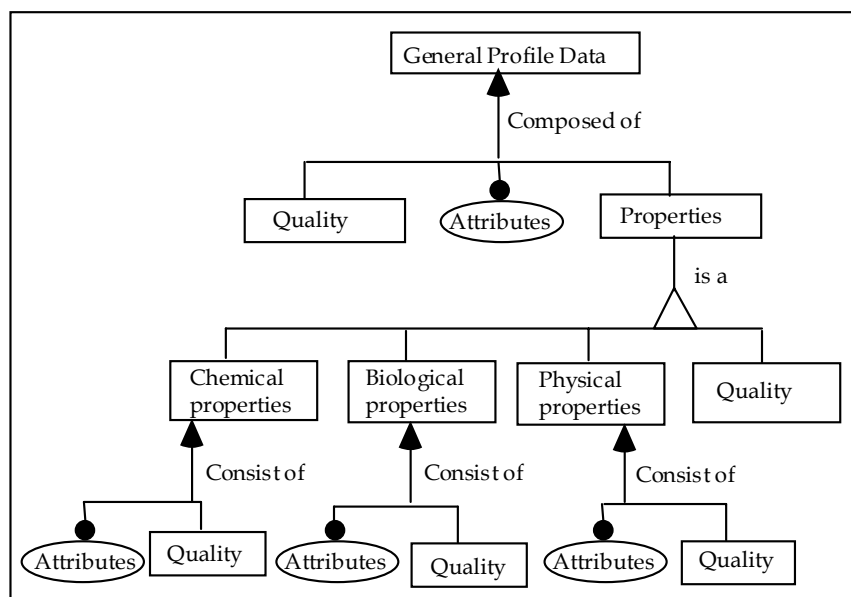 General Profile Data
Composed of
Quality
Attributes
Properties
is a
Chemical
properties
Biological
properties
Physical
properties
Quality
Consist of
Consist of
Consist of
Attributes
Quality
Attributes
Quality
Attributes
Quality